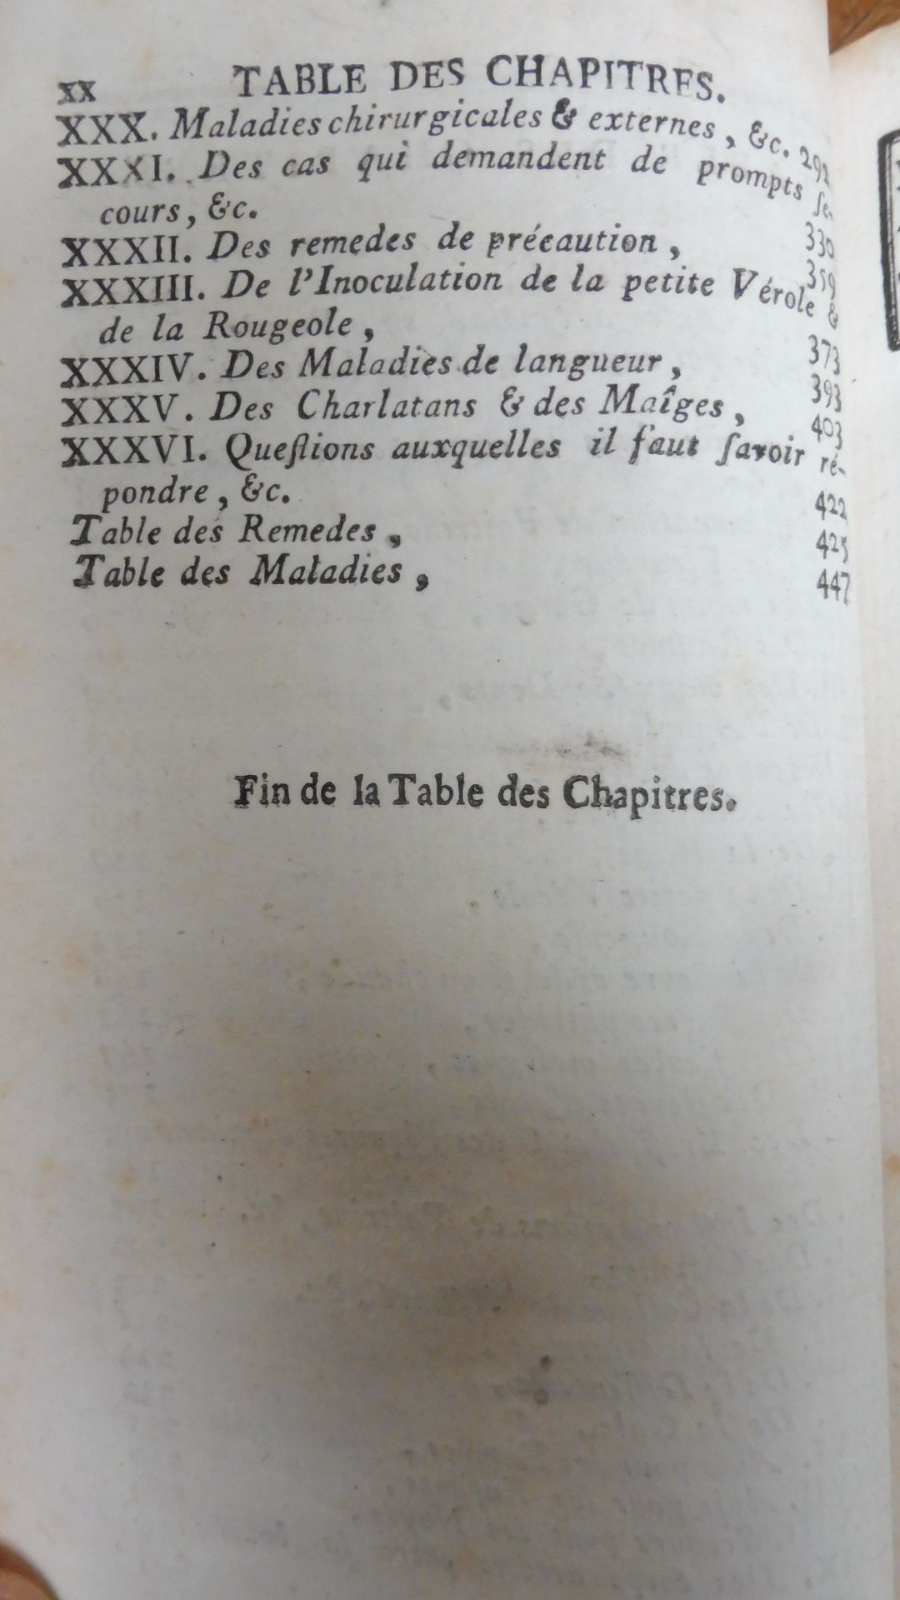 xx TABLE DES CHAPITRES.
XXX. Maladies chirurgicales & externes, &c. 292
XXXI. Des cas qui demandent de prompts ſe-
cours, &c. 330
XXXII. Des remedes de précaution, 359
XXXIII. De l'Inoculation de la petite Vérole &
de la Rougeole, 373
XXXIV. Des Maladies de langueur, 393
XXXV. Des Charlatans & des Maîges, 403
XXXVI. Queſtions auxquelles il faut ſavoir ré-
pondre, &c. 422
Table des Remedes, 425
Table des Maladies, 447
Fin de la Table des Chapitres.